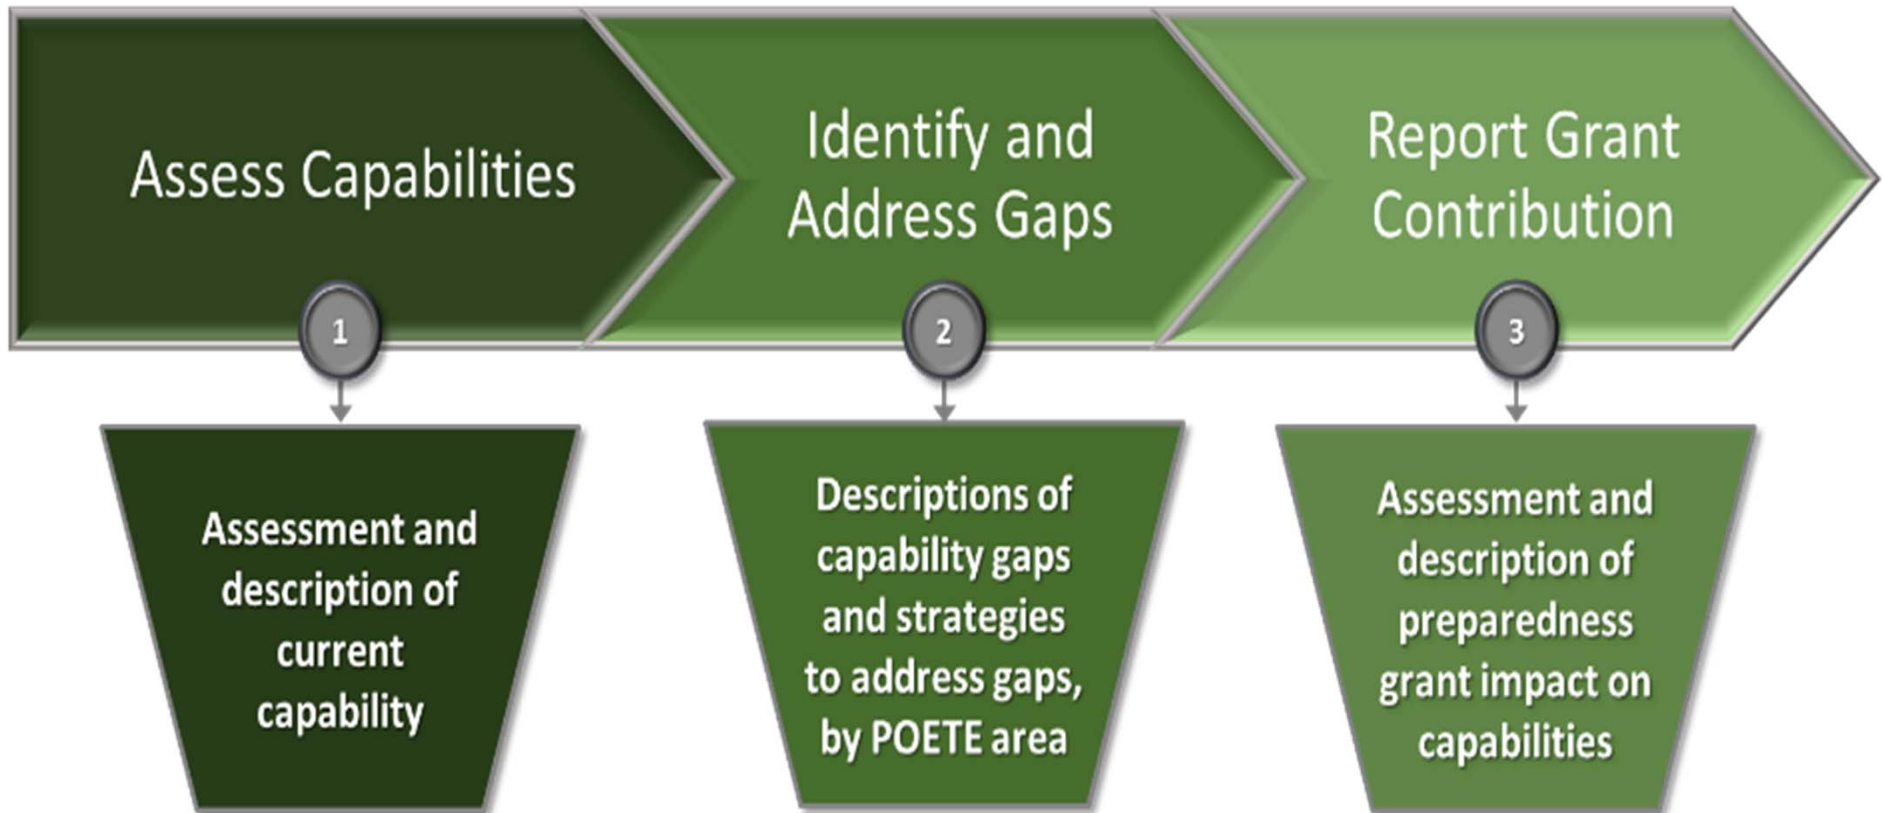 Assess Capabilities
1
Assessment and
description of
current
capability
Identify and
Address Gaps
2
Descriptions of
capability gaps
and strategies
to address gaps,
by POETE area
Report Grant
Contribution
3
Assessment and
description of
preparedness
grant impact on
capabilities